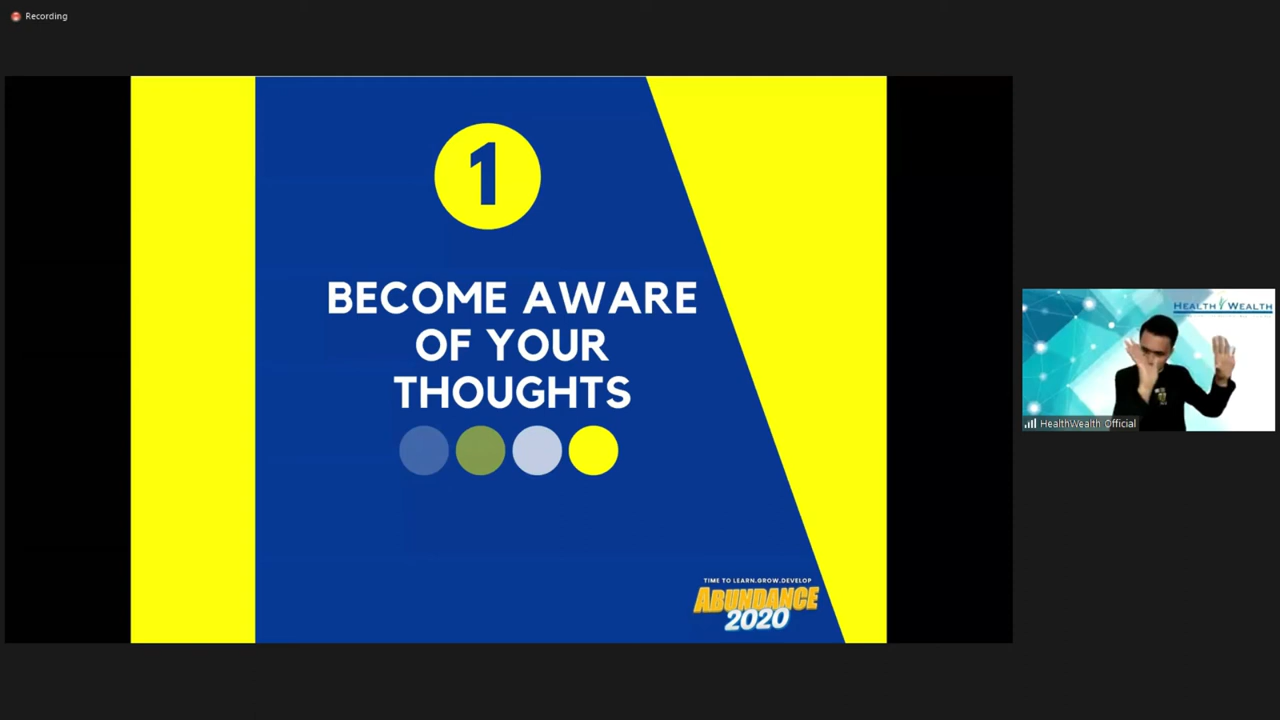 Recording
1
BECOME AWARE
OF YOUR
THOUGHTS
TIME TO LEARN.GROW.DEVELOP
ABUNDANCE
2020
HEALTH WEALTH
HealthWealth Official